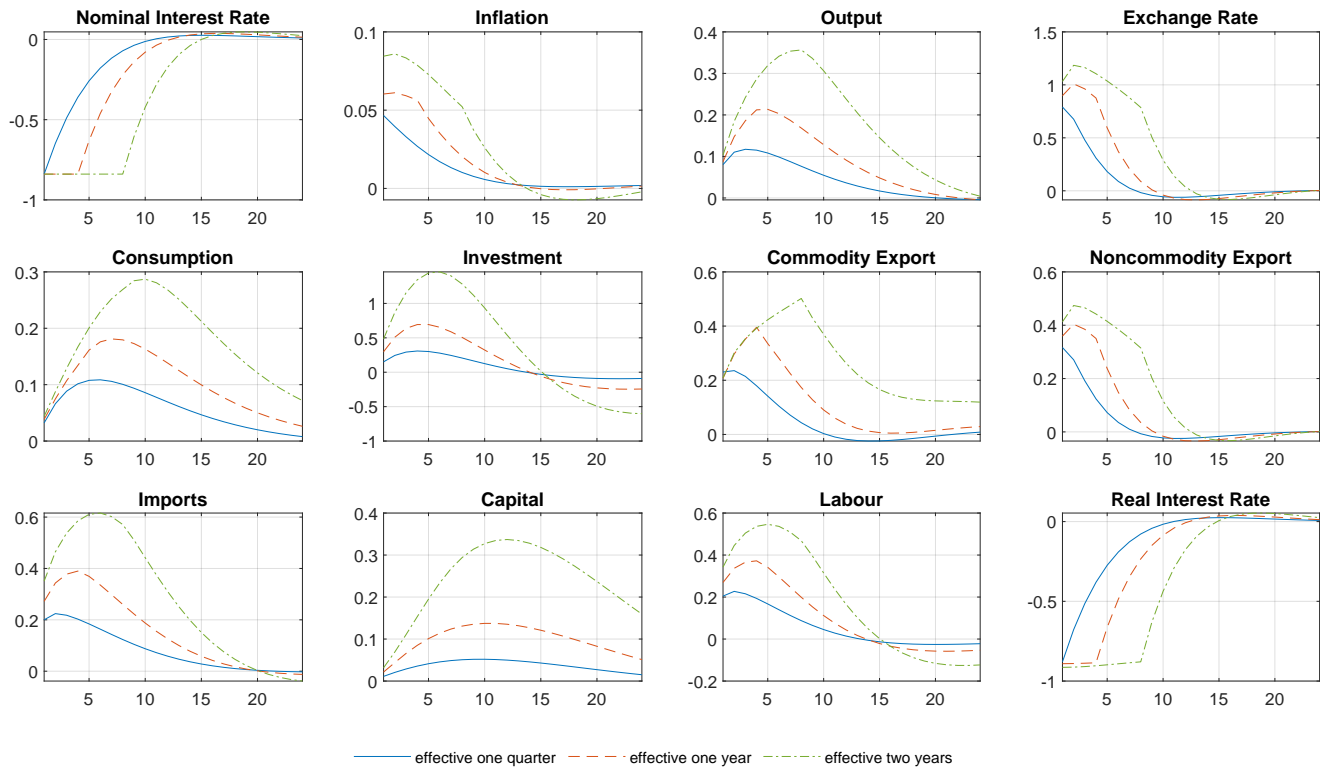 Nominal Interest Rate
0
-0.5
-1
5 10 15 20
Inflation
0.1
0.05
0
5 10 15 20
Output
0.4
0.3
0.2
0.1
0
5 10 15 20
Exchange Rate
1.5
1
0.5
0
5 10 15 20
Consumption
0.3
0.2
0.1
0
5 10 15 20
Investment
1
0.5
0
-0.5
-1
5 10 15 20
Commodity Export
0.6
0.4
0.2
0
5 10 15 20
Noncommodity Export
0.6
0.4
0.2
0
5 10 15 20
Imports
0.6
0.4
0.2
0
5 10 15 20
Capital
0.4
0.3
0.2
0.1
0
5 10 15 20
Labour
0.6
0.4
0.2
0
-0.2
5 10 15 20
Real Interest Rate
0
-0.5
-1
5 10 15 20
effective one quarter effective one year effective two years